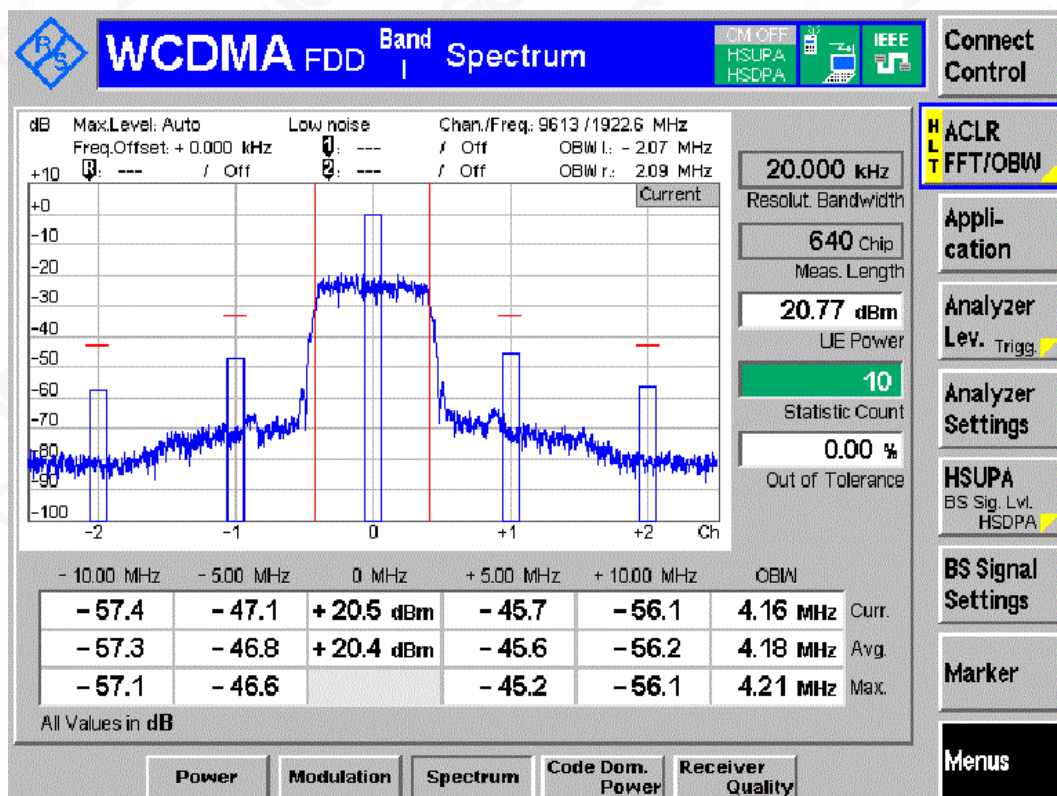 R S
WCDMA FDD Band I Spectrum
CM OFF
HSUPA
HSDPA
IEEE
Connect Control
dB Max.Level: Auto Low noise Chan./Freq.: 9613 / 1922.6 MHz
Freq.Offset: + 0.000 kHz 1: --- / Off OBW l.: - 2.07 MHz
R: --- / Off 2: --- / Off OBW r.: 2.09 MHz
Current
+10
+0
-10
-20
-30
-40
-50
-60
-70
-80
-90
-100
-2 -1 0 +1 +2 Ch
20.000 kHz
Resolut. Bandwidth
640 Chip
Meas. Length
20.77 dBm
UE Power
10
Statistic Count
0.00 %
Out of Tolerance
- 10.00 MHz - 5.00 MHz 0 MHz + 5.00 MHz + 10.00 MHz OBW
- 57.4 - 47.1 + 20.5 dBm - 45.7 - 56.1 4.16 MHz Curr.
- 57.3 - 46.8 + 20.4 dBm - 45.6 - 56.2 4.18 MHz Avg.
- 57.1 - 46.6 - 45.2 - 56.1 4.21 MHz Max.
All Values in dB
HLT
ACLR
FFT/OBW
Appli-
cation
Analyzer
Lev. Trigg.
Analyzer
Settings
HSUPA
BS Sig. Lvl.
HSDPA
BS Signal
Settings
Marker
Menus
Power
Modulation
Spectrum
Code Dom.
Power
Receiver
Quality